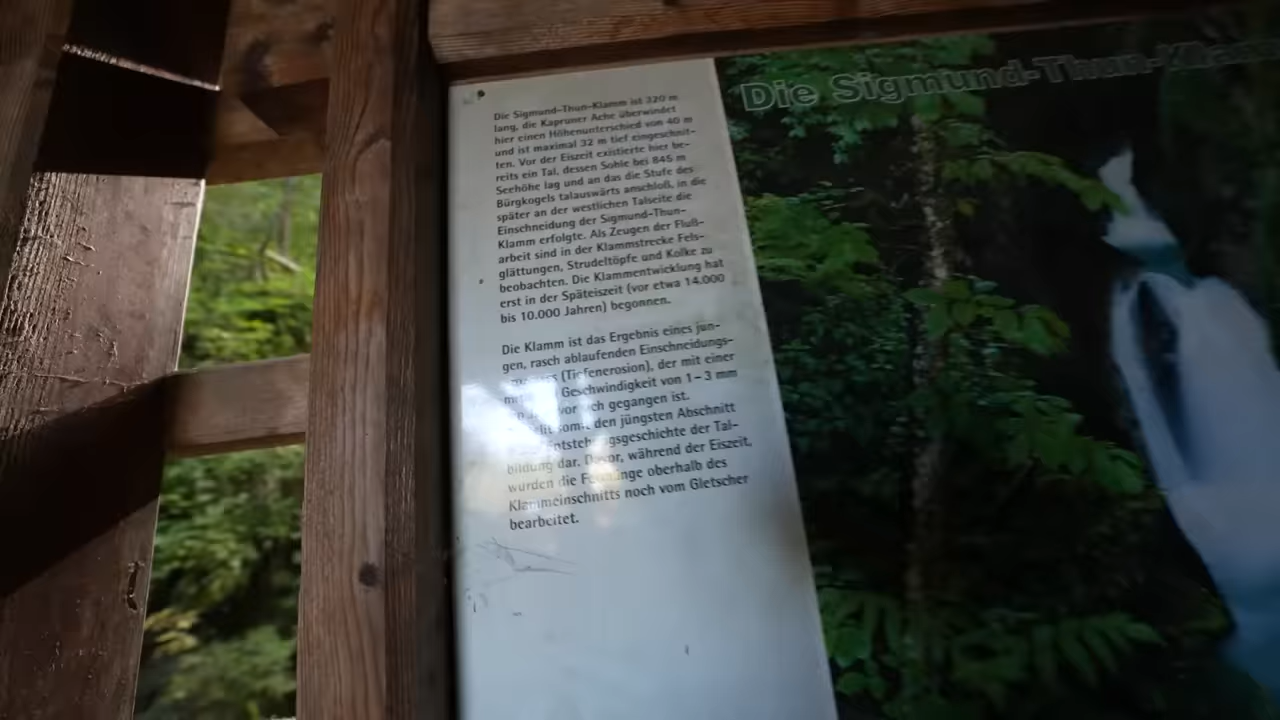 Die Sigmund-Thun-Klamm ist 320 m
lang, die Kapruner Ache überwindet
hier einen Höhenunterschied von 40 m
und ist maximal 32 m tief eingeschnit-
ten. Vor der Eiszeit existierte hier be-
reits ein Tal, dessen Sohle bei 845 m
Seehöhe lag und an das die Stufe des
Bürgkogels talauswärts anschloß, in die
später an der westlichen Talseite die
Einschneidung der Sigmund-Thun-
Klamm erfolgte. Als Zeugen der Fluß-
arbeit sind in der Klammstrecke Fels-
glättungen, Strudeltöpfe und Kolke zu
beobachten. Die Klammentwicklung hat
erst in der Späteiszeit (vor etwa 14.000
bis 10.000 Jahren) begonnen.
Die Klamm ist das Ergebnis eines jun-
gen, rasch ablaufenden Einschneidungs-
(Tiefenerosion), der mit einer
Geschwindigkeit von 1–3 mm
vor sich gegangen ist.
somit den jüngsten Abschnitt
Entstehungsgeschichte der Tal-
bildung dar. Davor, während der Eiszeit,
wurden die Felshänge oberhalb des
Klammeinschnitts noch vom Gletscher
bearbeitet.
Die Sigmund-Thun-Klamm